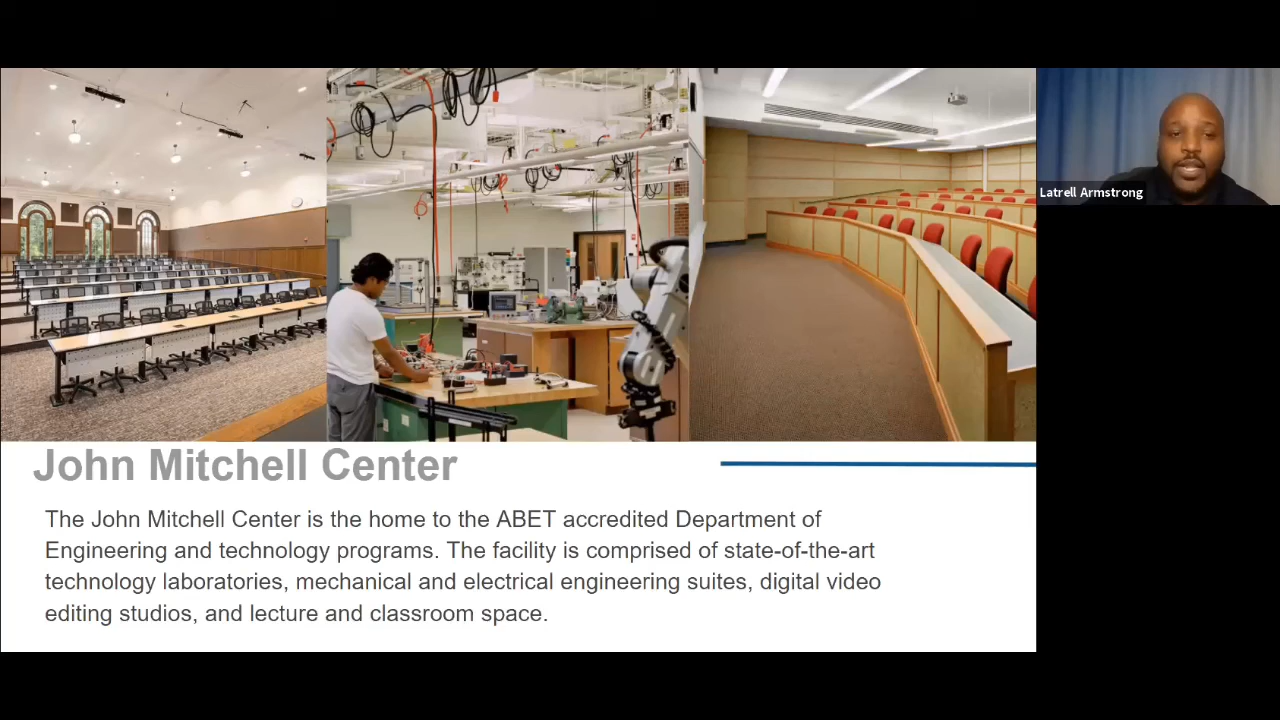 Latrell Armstrong
John Mitchell Center
The John Mitchell Center is the home to the ABET accredited Department of
Engineering and technology programs. The facility is comprised of state-of-the-art
technology laboratories, mechanical and electrical engineering suites, digital video
editing studios, and lecture and classroom space.